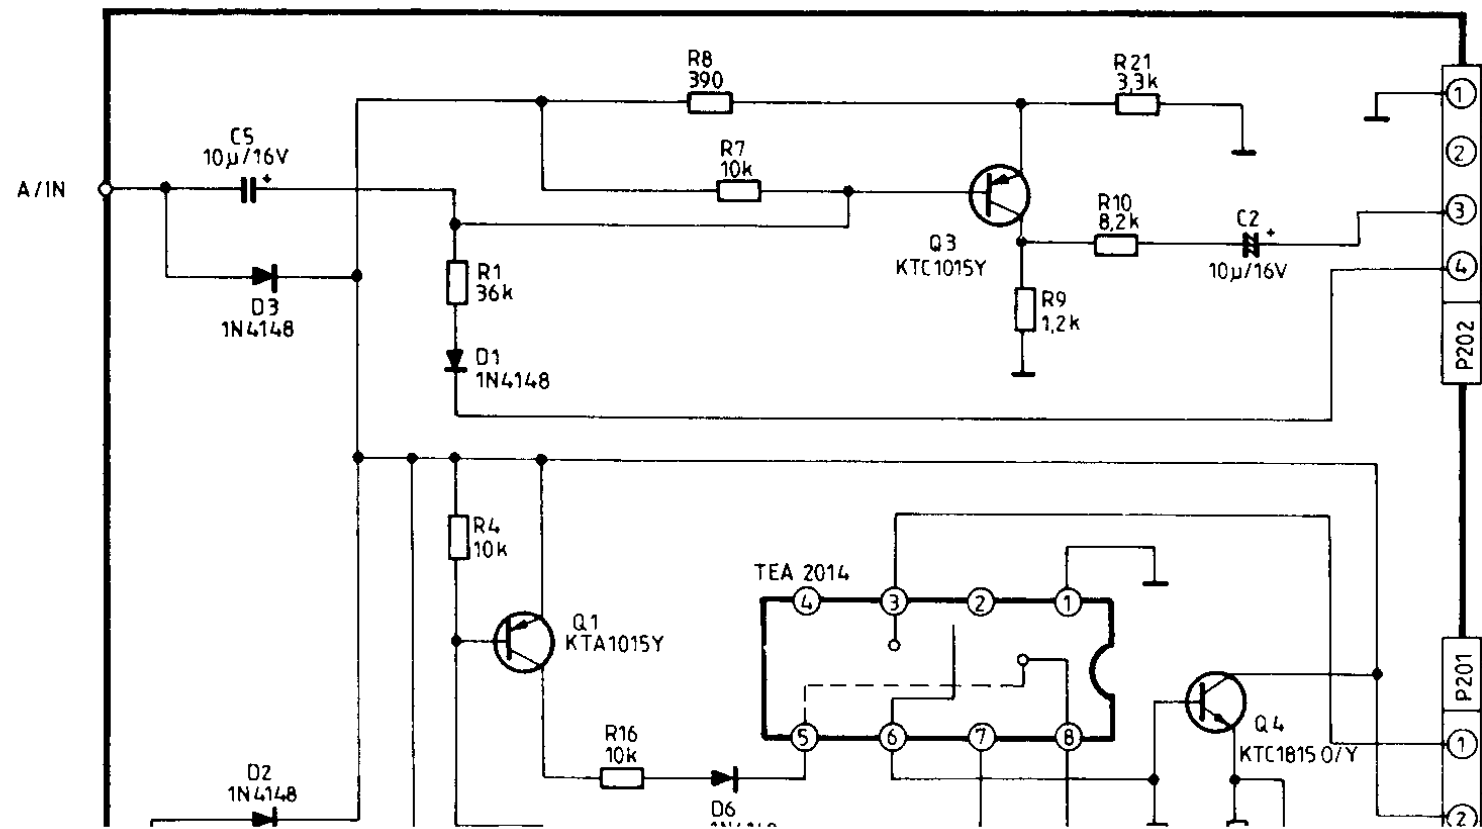 R8
390
R21
3,3k
1
C5
10µ/16V
+
R7
10k
2
A/IN
R10
8,2k
C2
+
3
Q3
KTC1015Y
10µ/16V
4
R1
36k
D3
1N4148
R9
1,2k
P202
D1
1N4148
R4
10k
TEA 2014
4
3
2
1
Q1
KTA1015Y
P201
5
6
7
8
Q4
KTC1815 O/Y
1
R16
10k
D2
1N4148
D6
1N4148
2